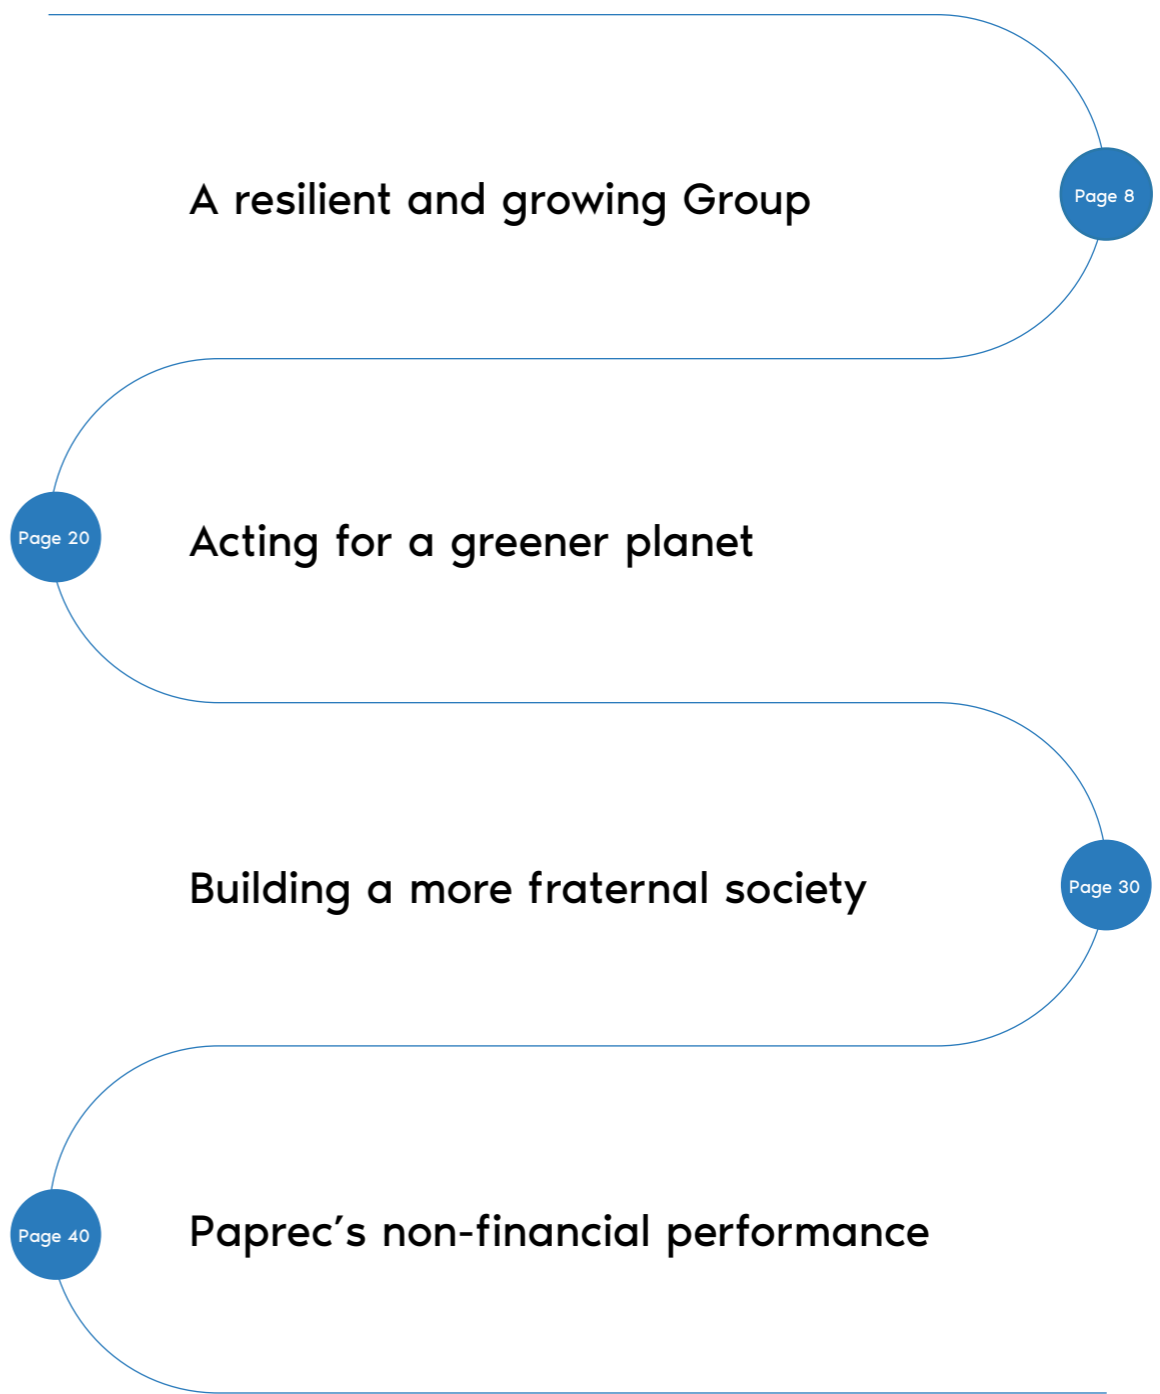 A resilient and growing Group
Page 8
Page 20
Acting for a greener planet
Building a more fraternal society
Page 30
Page 40
Paprec’s non-financial performance